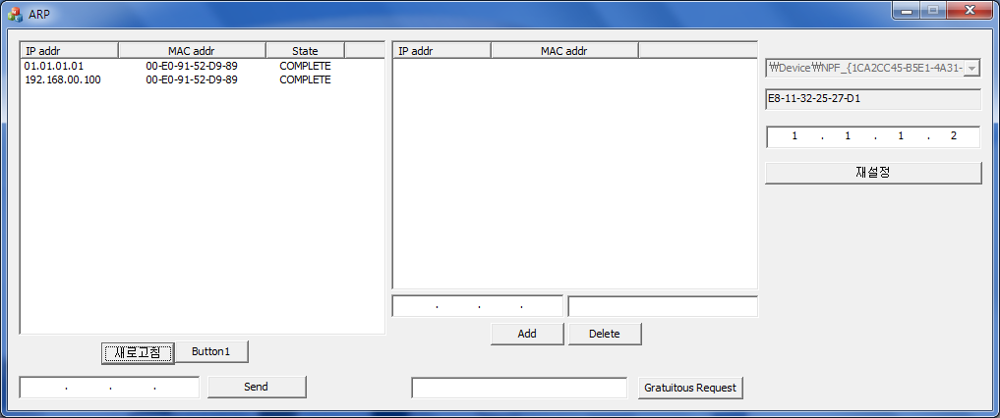 ARP
IP addr MAC addr State
01.01.01.01 00-E0-91-52-D9-89 COMPLETE
192.168.00.100 00-E0-91-52-D9-89 COMPLETE
새로고침 Button1
. . . Send
IP addr MAC addr
. . .
Add Delete
Gratuitous Request
₩Device₩NPF_{1CA2CC45-B5E1-4A31-
E8-11-32-25-27-D1
1 . 1 . 1 . 2
재설정